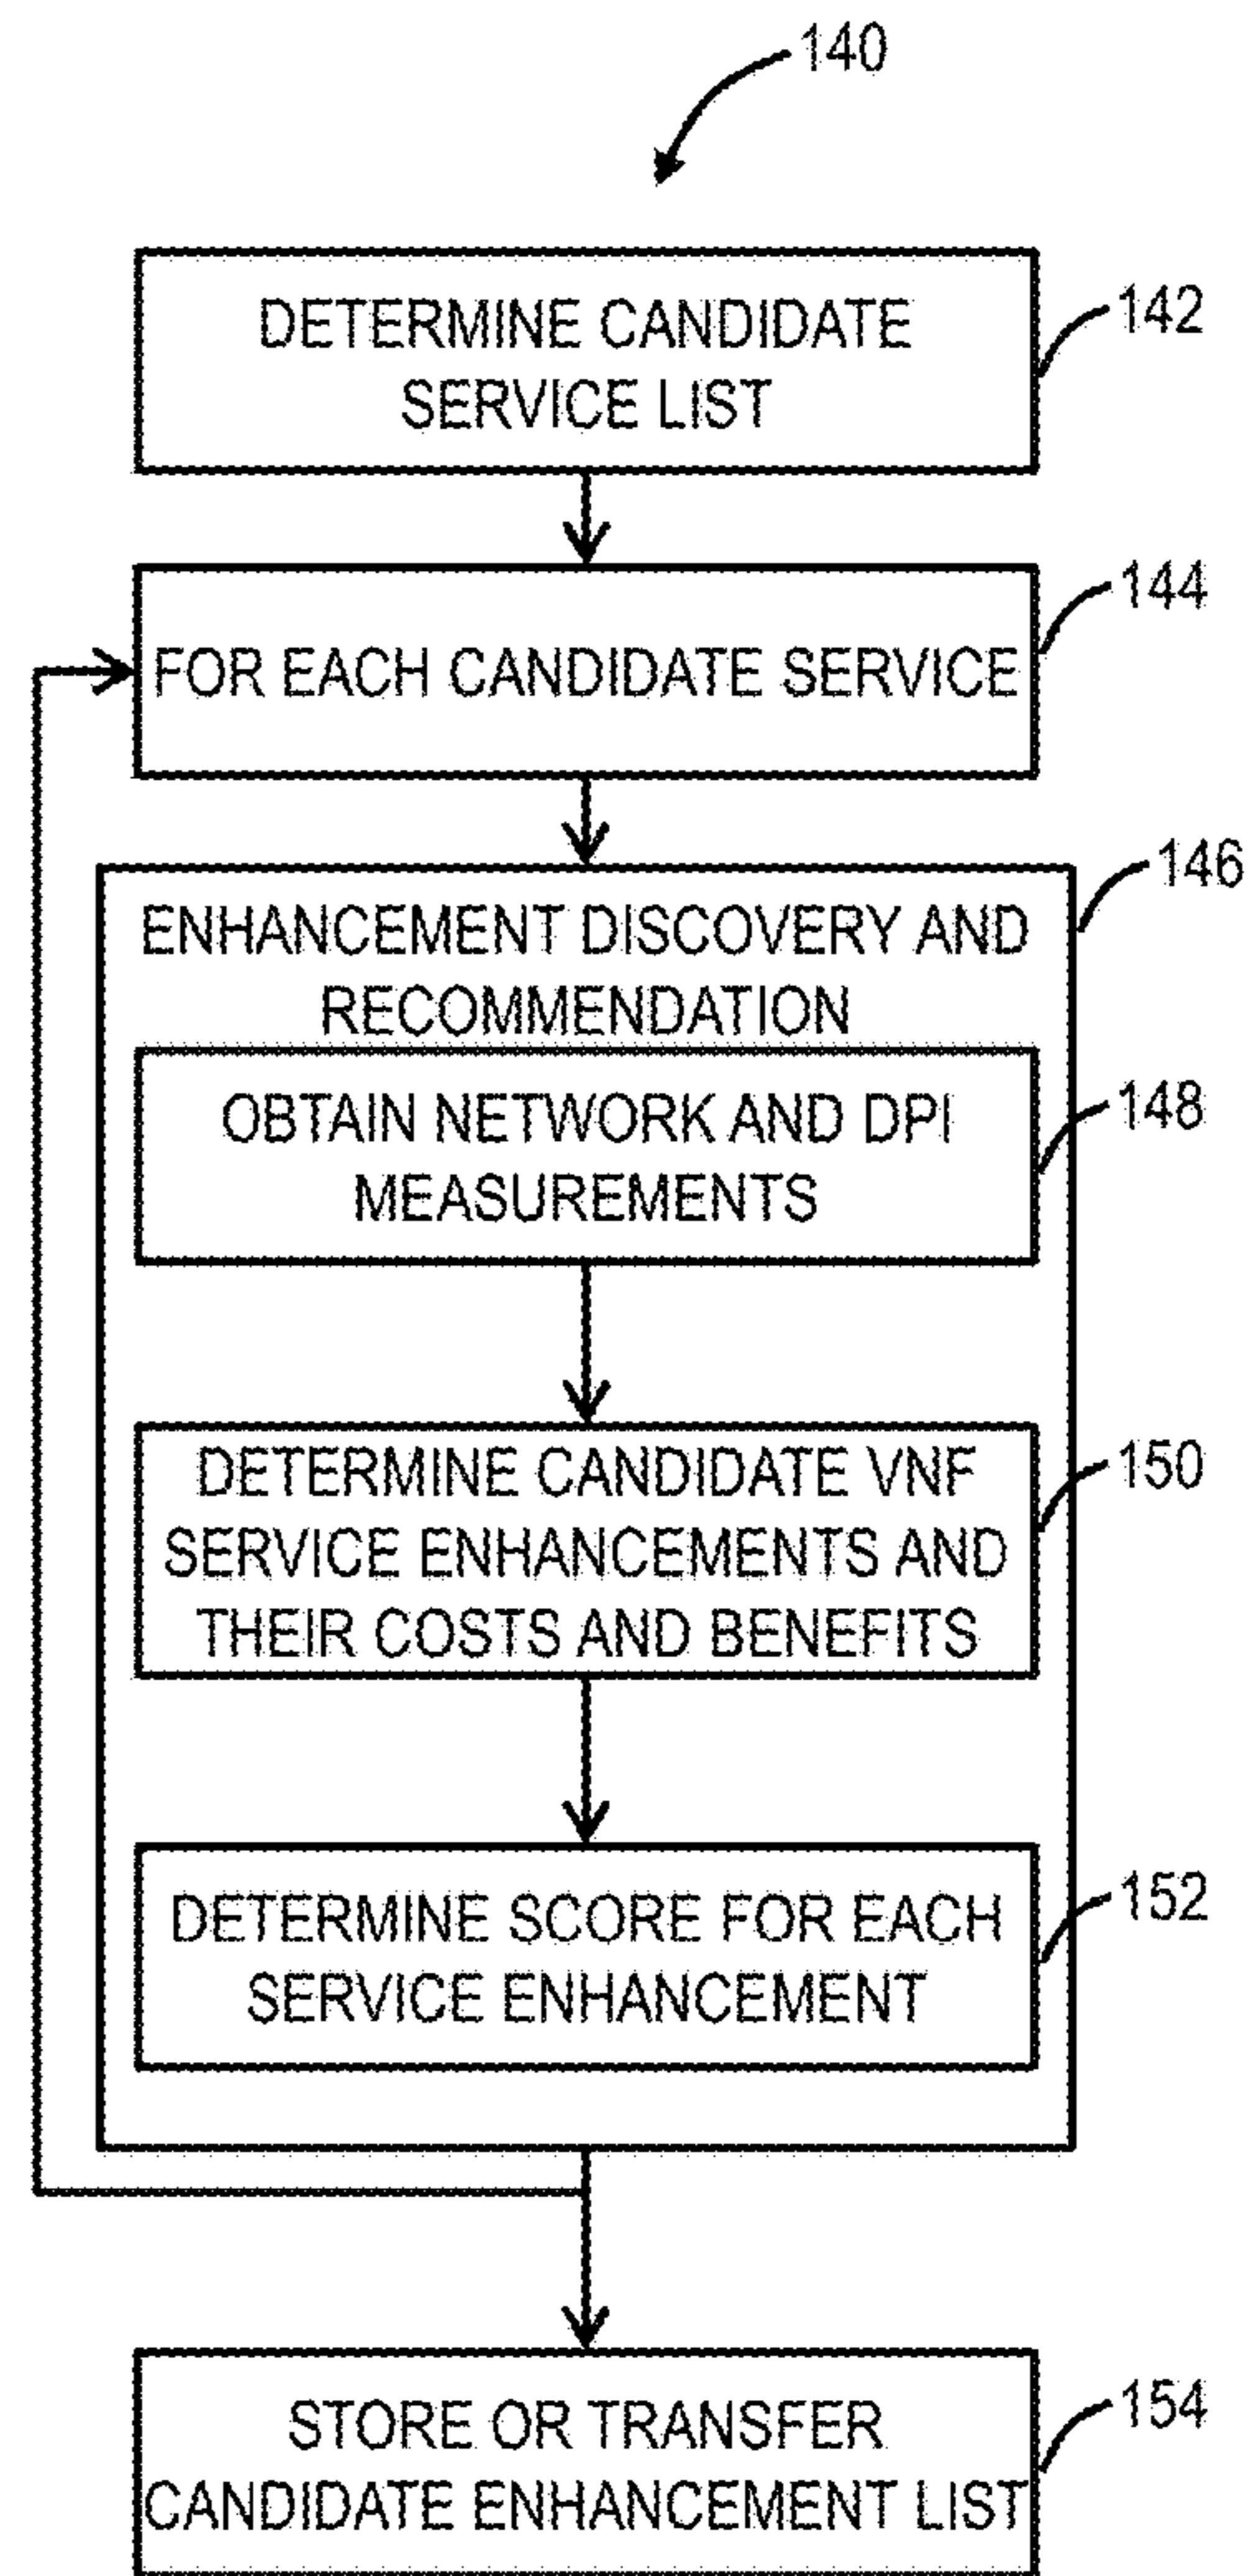 140
DETERMINE CANDIDATE
SERVICE LIST
142
FOR EACH CANDIDATE SERVICE
144
ENHANCEMENT DISCOVERY AND
RECOMMENDATION
146
OBTAIN NETWORK AND DPI
MEASUREMENTS
148
DETERMINE CANDIDATE VNF
SERVICE ENHANCEMENTS AND
THEIR COSTS AND BENEFITS
150
DETERMINE SCORE FOR EACH
SERVICE ENHANCEMENT
152
STORE OR TRANSFER
CANDIDATE ENHANCEMENT LIST
154